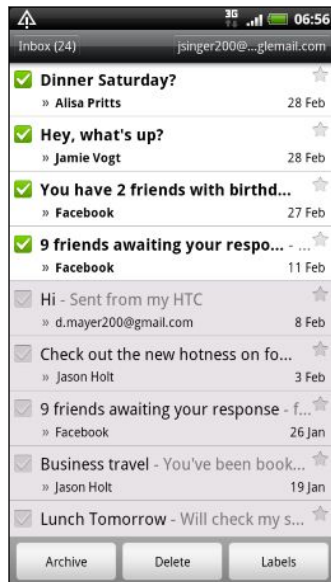 3G 06:56
Inbox (24) jsinger200@...glemail.com
Dinner Saturday?
» Alisa Pritts 28 Feb
Hey, what's up?
» Jamie Vogt 28 Feb
You have 2 friends with birthd...
» Facebook 27 Feb
9 friends awaiting your respo... - ...
» Facebook 11 Feb
Hi - Sent from my HTC
» d.mayer200@gmail.com 8 Feb
Check out the new hotness on fo...
» Jason Holt 3 Feb
9 friends awaiting your response - f...
» Facebook 26 Jan
Business travel - You've been book...
» Jason Holt 19 Jan
Lunch Tomorrow - Will check my s...
Archive Delete Labels